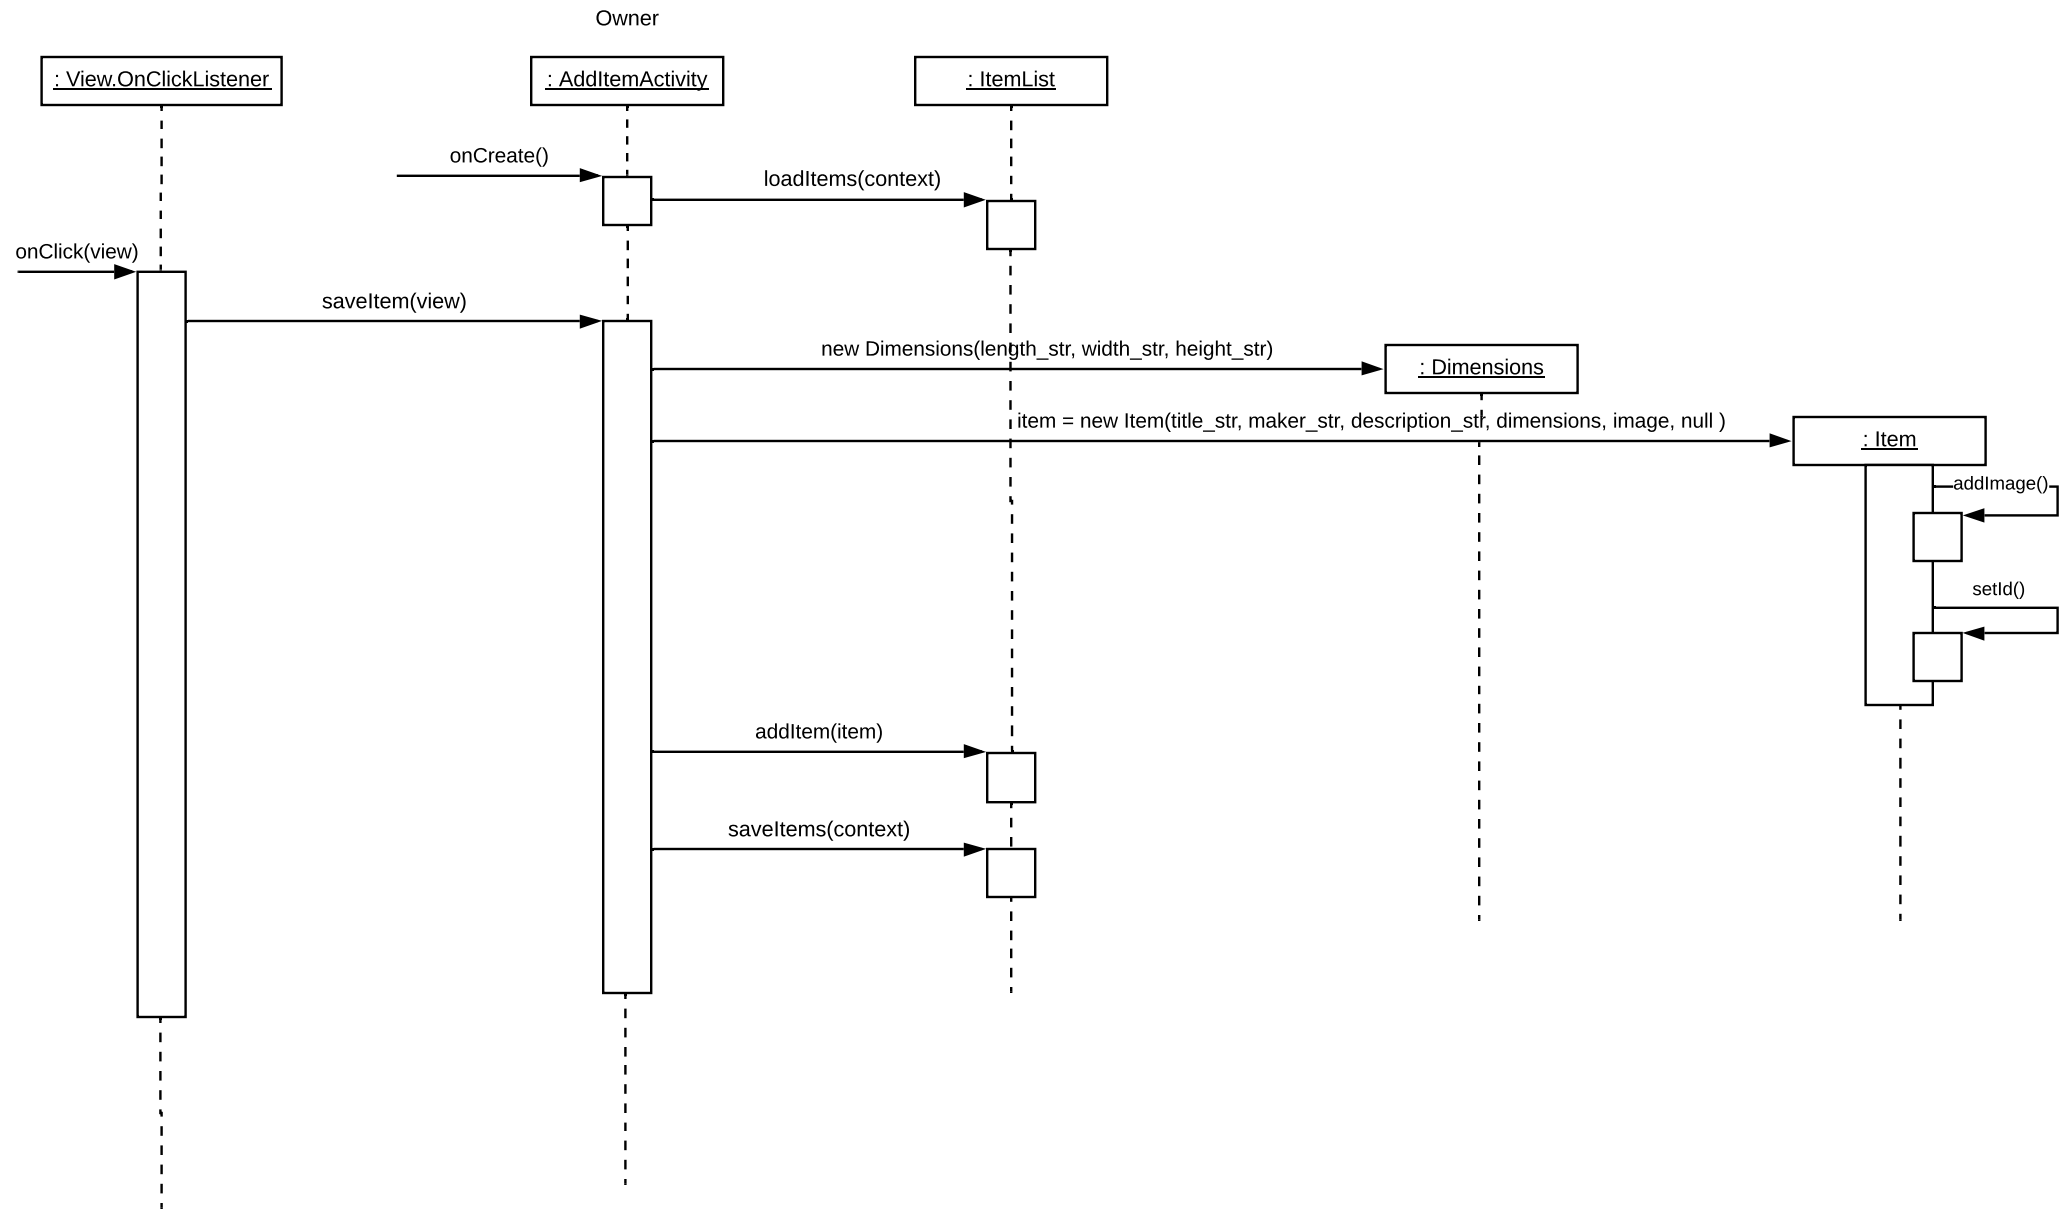 Owner
: View.OnClickListener
: AddItemActivity
: ItemList
onCreate()
loadItems(context)
onClick(view)
saveItem(view)
new Dimensions(length_str, width_str, height_str)
: Dimensions
item = new Item(title_str, maker_str, description_str, dimensions, image, null )
: Item
addImage()
setId()
addItem(item)
saveItems(context)